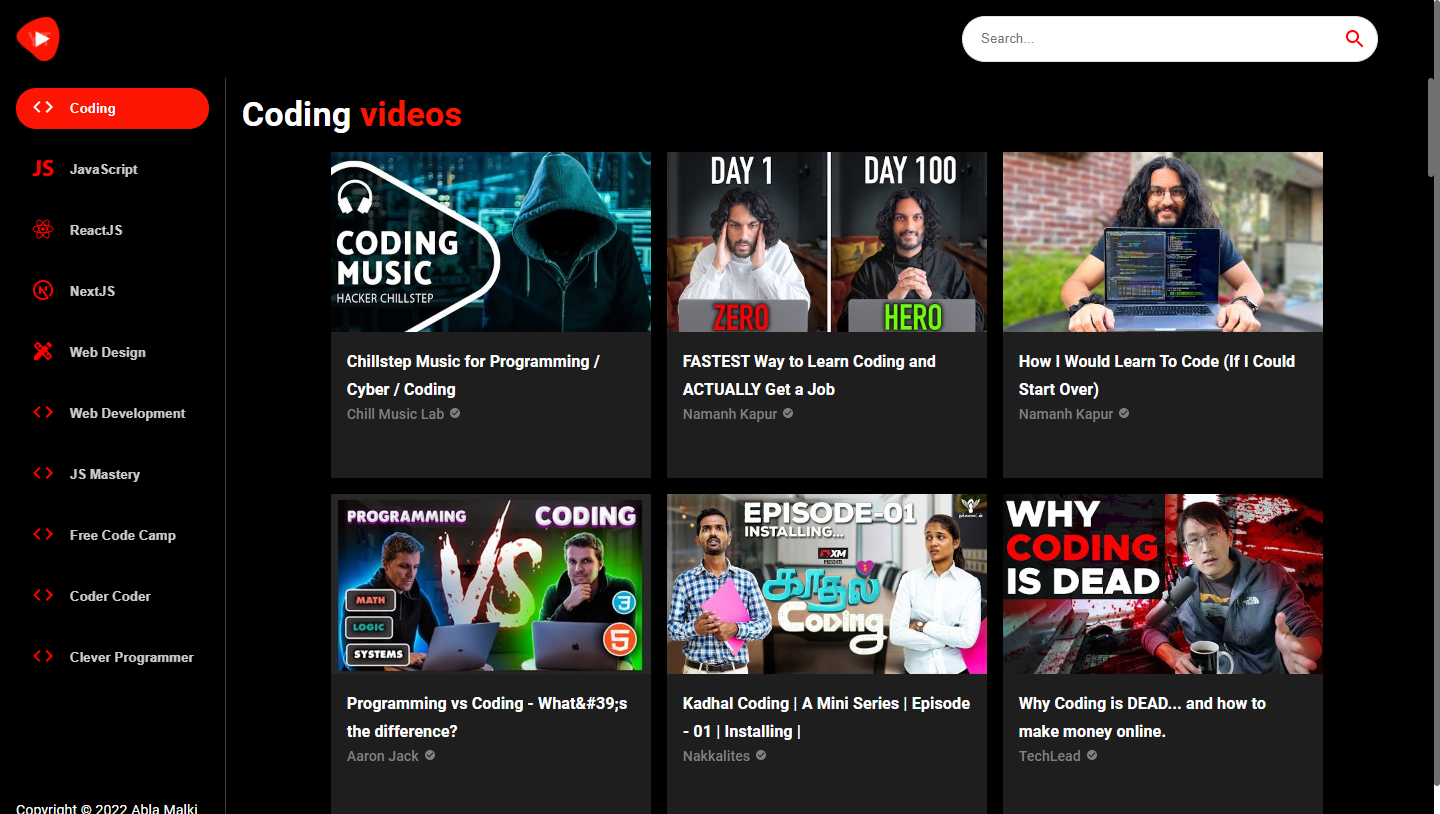 Search...
Coding
JavaScript
ReactJS
NextJS
Web Design
Web Development
JS Mastery
Free Code Camp
Coder Coder
Clever Programmer
Copyright © 2022 Abla Malki
Coding videos
CODING
MUSIC
HACKER CHILLSTEP
Chillstep Music for Programming /
Cyber / Coding
Chill Music Lab
DAY 1
DAY 100
ZERO
HERO
FASTEST Way to Learn Coding and
ACTUALLY Get a Job
Namanh Kapur
How I Would Learn To Code (If I Could
Start Over)
Namanh Kapur
PROGRAMMING
CODING
VS
MATH
LOGIC
SYSTEMS
3
5
Programming vs Coding - What&#39;s
the difference?
Aaron Jack
EPISODE-01
INSTALLING...
XM
PRESENTS
காதல்
Coding
Kadhal Coding | A Mini Series | Episode
- 01 | Installing |
Nakkalites
WHY
CODING
IS DEAD
Why Coding is DEAD... and how to
make money online.
TechLead